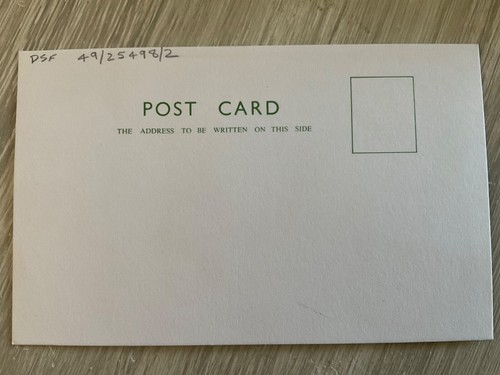 DSF 49/25498/2
POST CARD
THE ADDRESS TO BE WRITTEN ON THIS SIDE